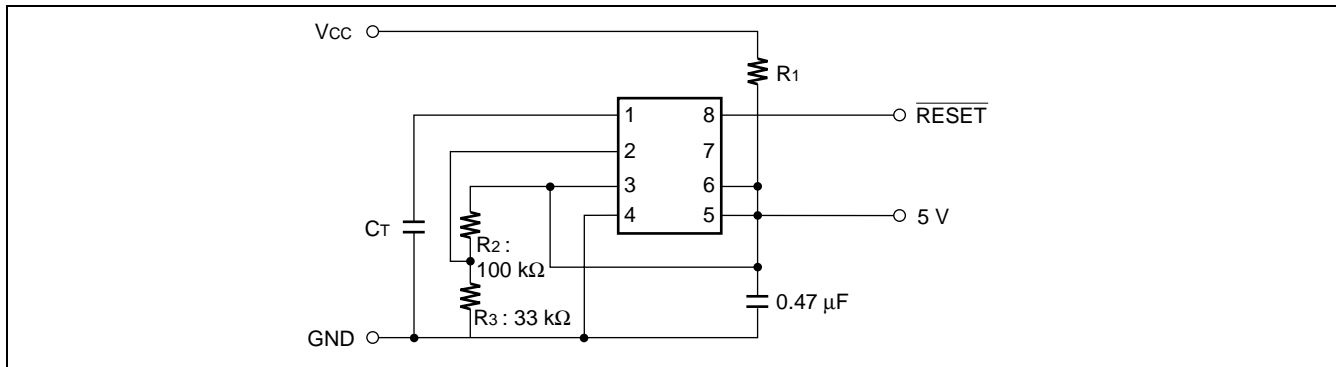 VCC
R1
1 8 RESET
2 7
3 6
4 5 5 V
CT
R2 :
100 kΩ
0.47 μF
R3 : 33 kΩ
GND